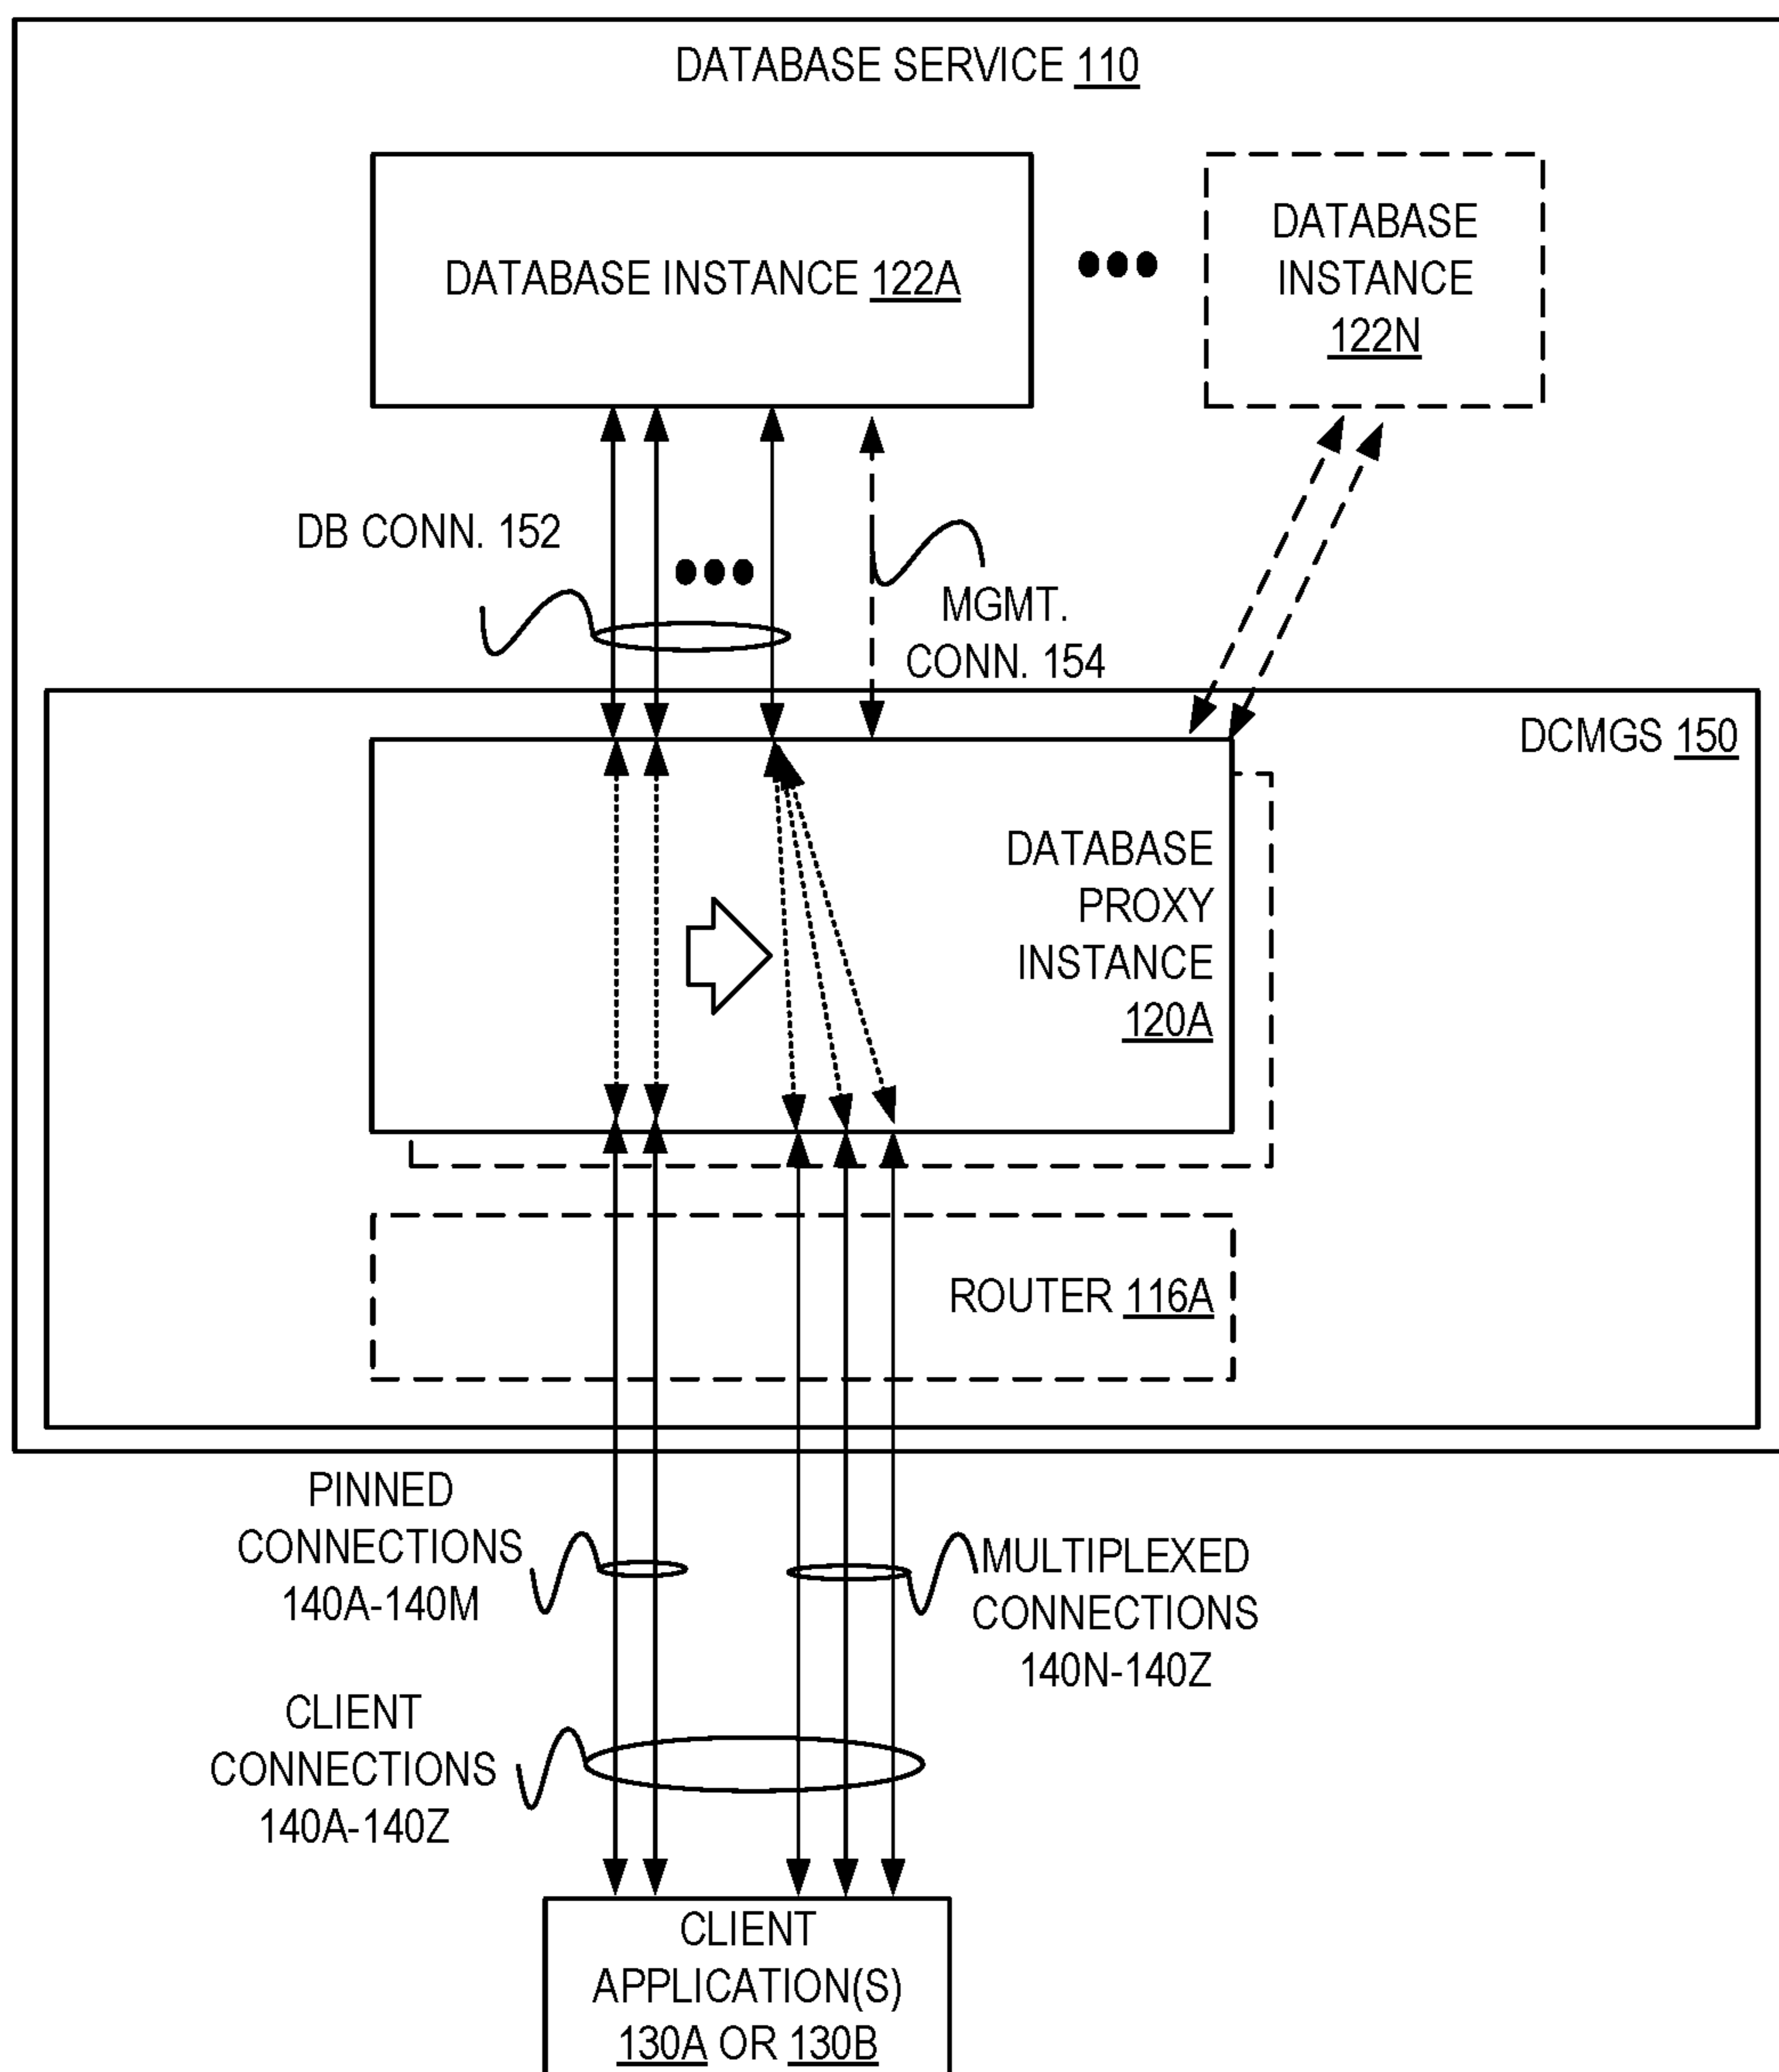 DATABASE SERVICE 110
DATABASE INSTANCE 122A
DATABASE
INSTANCE
122N
DB CONN. 152
MGMT.
CONN. 154
DCMGS 150
DATABASE
PROXY
INSTANCE
120A
ROUTER 116A
PINNED
CONNECTIONS
140A-140M
MULTIPLEXED
CONNECTIONS
140N-140Z
CLIENT
CONNECTIONS
140A-140Z
CLIENT
APPLICATION(S)
130A OR 130B